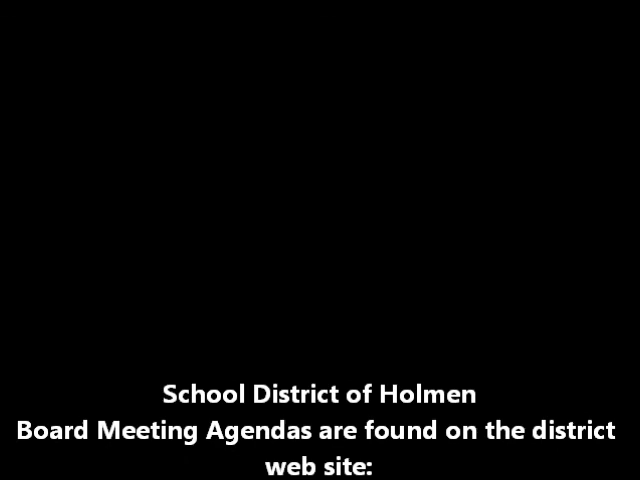 School District of Holmen
Board Meeting Agendas are found on the district
web site: